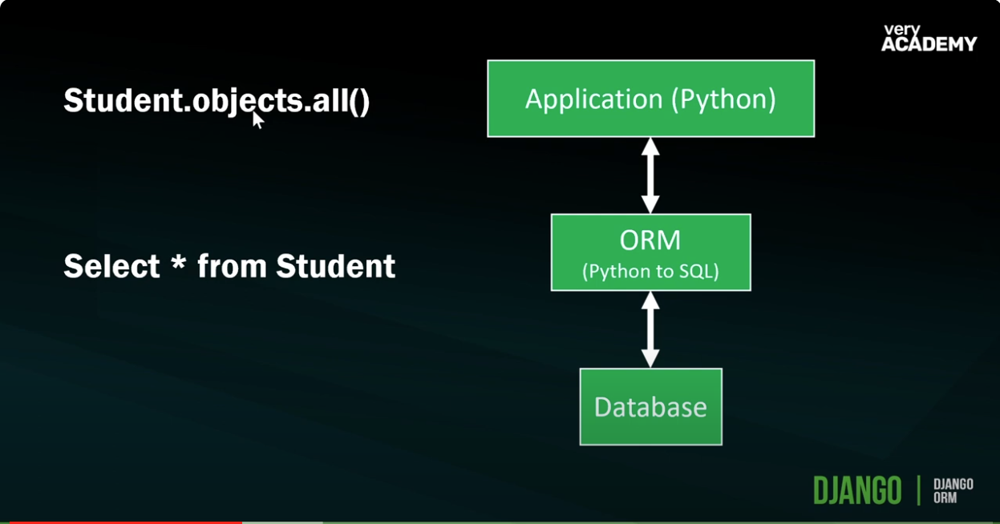 very
ACADEMY
Student.objects.all()
Application (Python)
Select * from Student
ORM
(Python to SQL)
Database
DJANGO
DJANGO
ORM